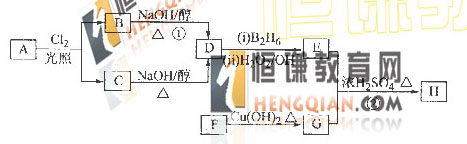 A Cl₂ 光照 B NaOH/醇 △ ① D (i)B₂H₆ (ii)H₂O₂/OH⁻ E 浓H₂SO₄ △ ② H
C NaOH/醇 △
F Cu(OH)₂ △ G
恒谦教育网
HENGQIAN.COM